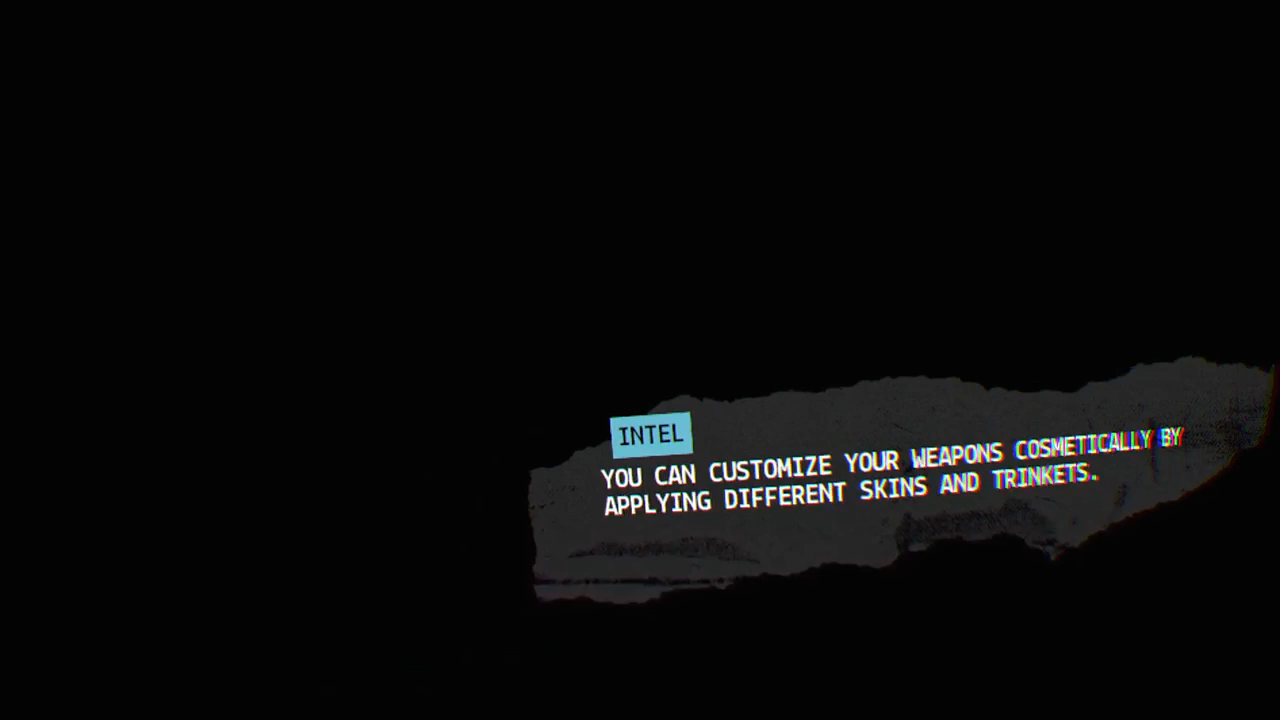 INTEL
YOU CAN CUSTOMIZE YOUR WEAPONS COSMETICALLY BY
APPLYING DIFFERENT SKINS AND TRINKETS.